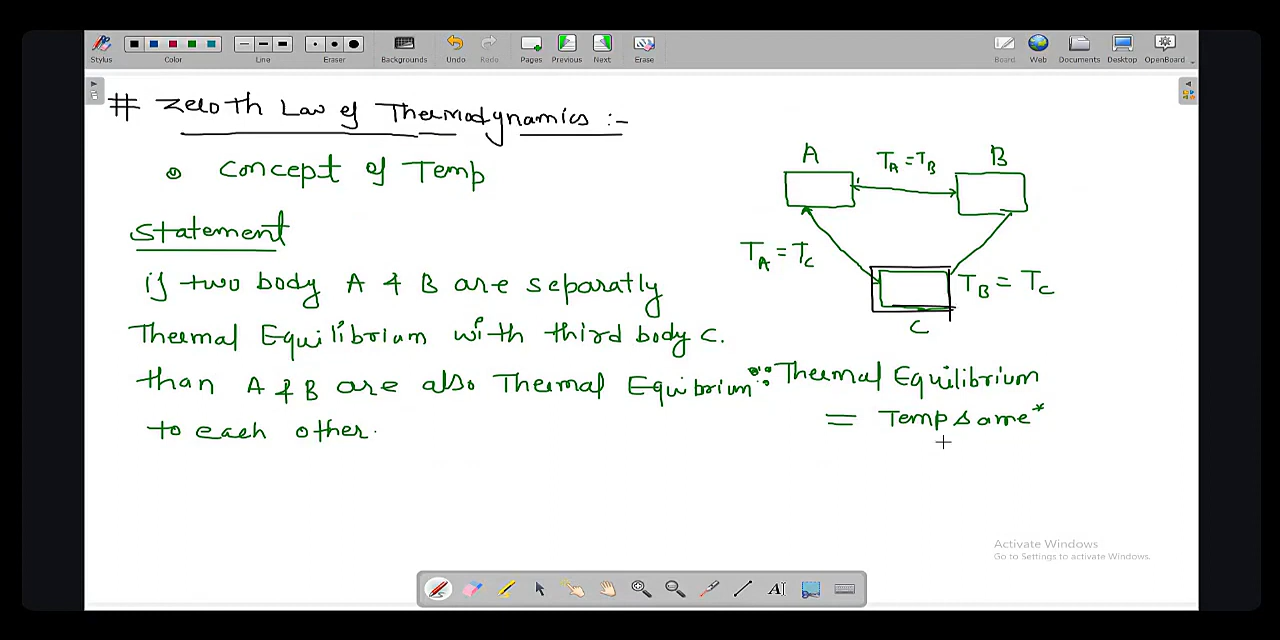 Stylus Color Line Eraser Backgrounds Undo Redo Pages Previous Next Erase Board Web Documents Desktop OpenBoard
# Zeroth Law of Thermodynamics :-
Concept of Temp
Statement
if two body A & B are separatly
Thermal Equilibrium with third body C.
than A & B are also Thermal Equibrium
to each other.
A TA = TB B
TA = TC
TB = TC
C
∵ Thermal Equilibrium
= Temp same*
Activate Windows
Go to Settings to activate Windows.
A